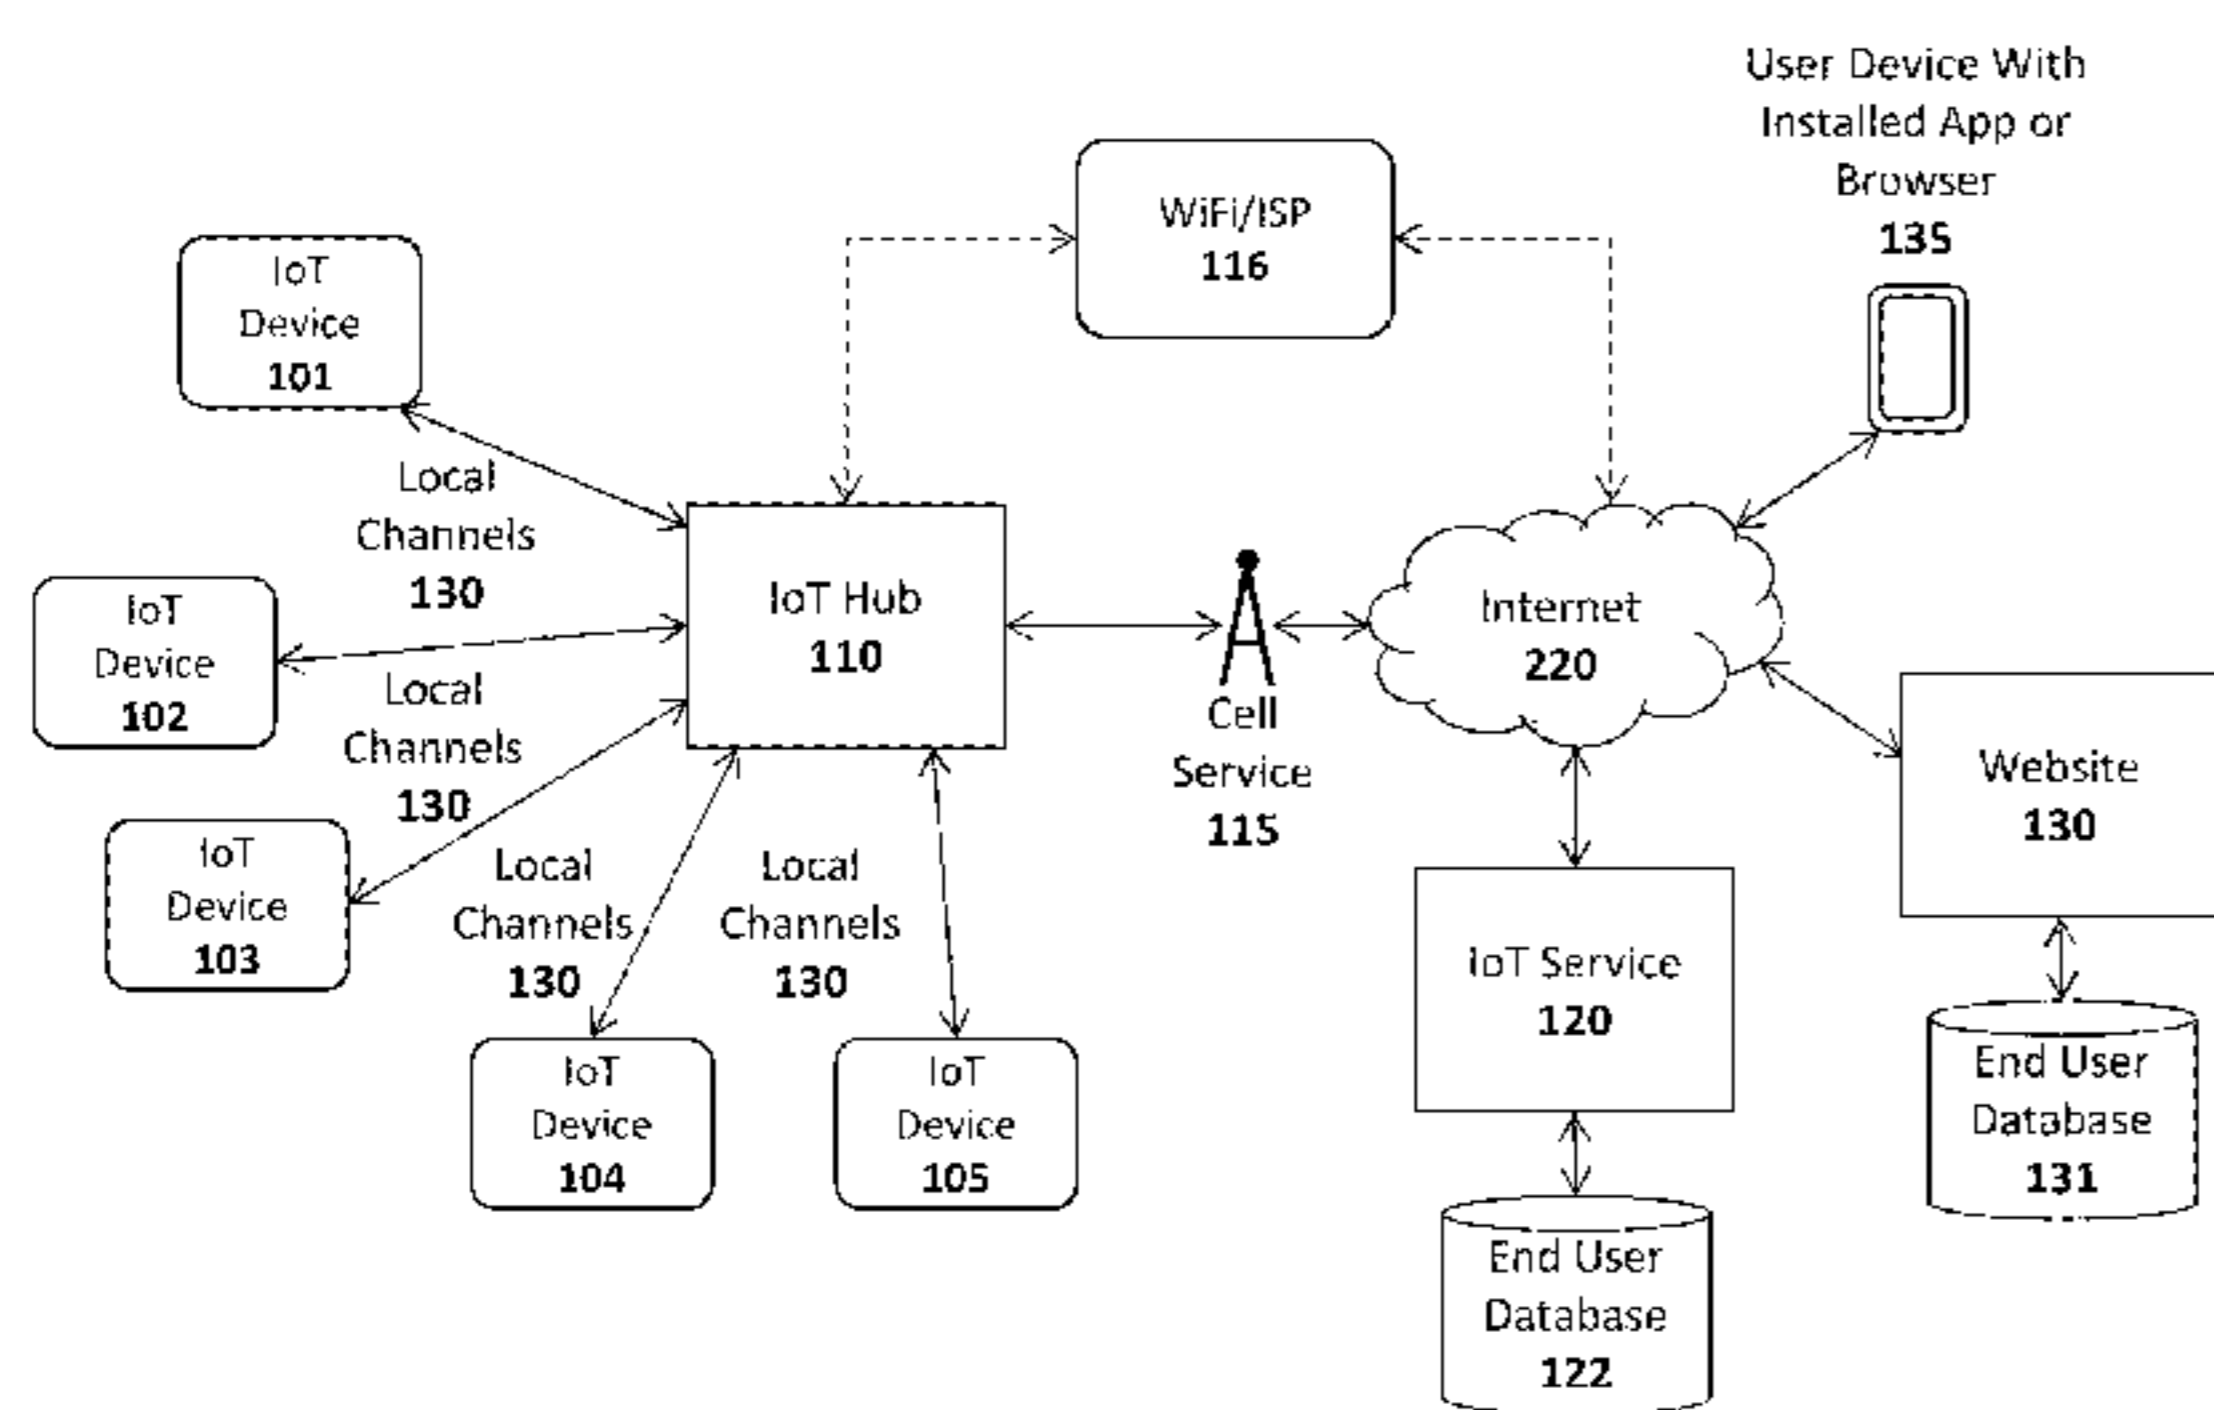 User Device With
Installed App or
Browser
135
WiFi/ISP
116
IoT
Device
101
Local
Channels
130
IoT Hub
110
Internet
220
IoT
Device
102
Local
Channels
130
Cell
Service
115
Website
130
IoT
Device
103
Local
Channels
130
Local
Channels
130
IoT Service
120
IoT
Device
104
IoT
Device
105
End User
Database
131
End User
Database
122